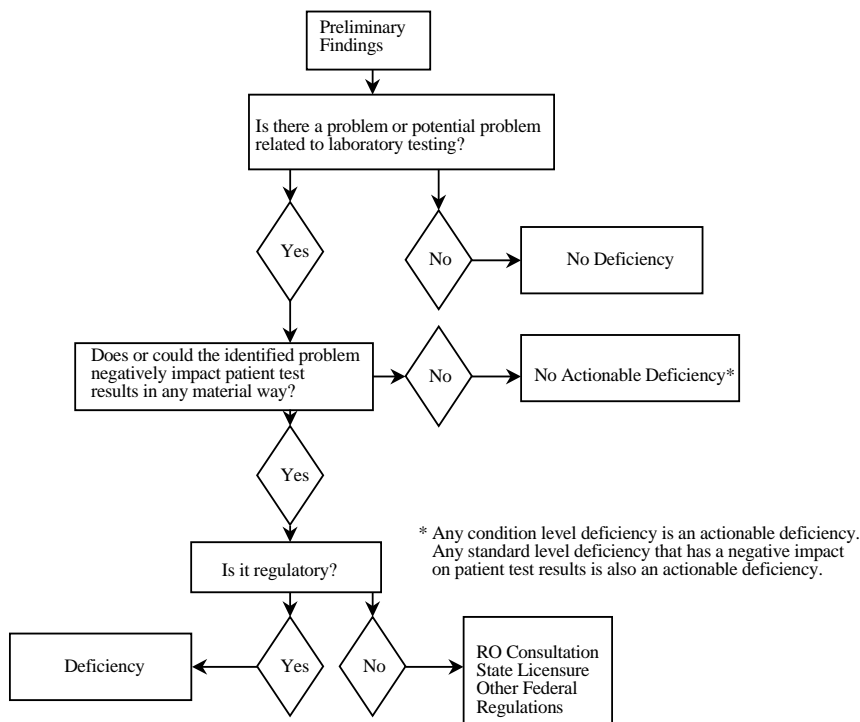 Preliminary
Findings
Is there a problem or potential problem
related to laboratory testing?
Yes
No
No Deficiency
Does or could the identified problem
negatively impact patient test
results in any material way?
No
No Actionable Deficiency*
Yes
* Any condition level deficiency is an actionable deficiency.
Any standard level deficiency that has a negative impact
on patient test results is also an actionable deficiency.
Is it regulatory?
Deficiency
Yes
No
RO Consultation
State Licensure
Other Federal
Regulations